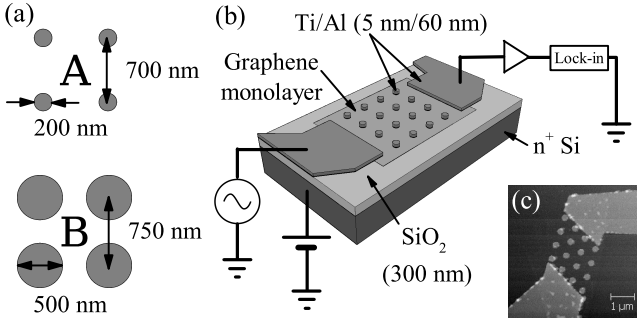 (a)
A
700 nm
200 nm
B
750 nm
500 nm
(b)
Ti/Al (5 nm/60 nm)
Graphene
monolayer
Lock-in
n⁺ Si
SiO₂
(300 nm)
(c)
1 μm